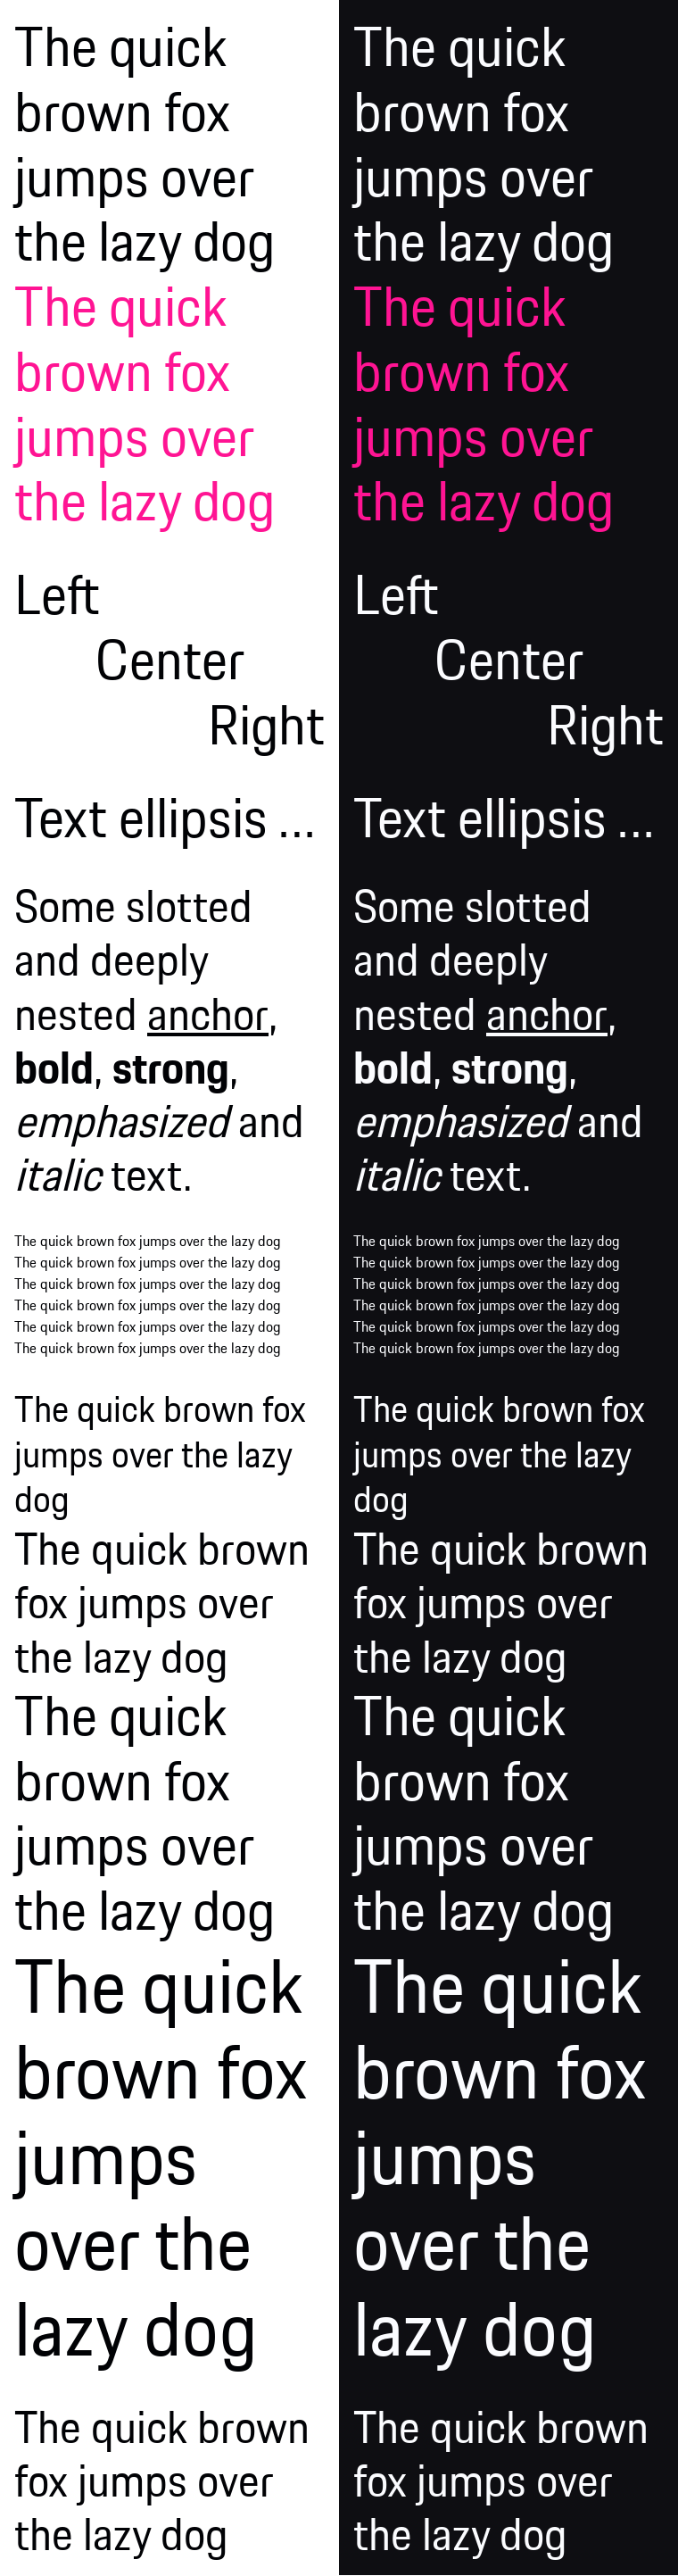 The quick
brown fox
jumps over
the lazy dog
The quick
brown fox
jumps over
the lazy dog
Left
Center
Right
Text ellipsis ...
Some slotted
and deeply
nested anchor,
bold, strong,
emphasized and
italic text.
The quick brown fox jumps over the lazy dog
The quick brown fox jumps over the lazy dog
The quick brown fox jumps over the lazy dog
The quick brown fox jumps over the lazy dog
The quick brown fox jumps over the lazy dog
The quick brown fox jumps over the lazy dog
The quick brown fox
jumps over the lazy
dog
The quick brown
fox jumps over
the lazy dog
The quick
brown fox
jumps over
the lazy dog
The quick
brown fox
jumps
over the
lazy dog
The quick brown
fox jumps over
the lazy dog
The quick
brown fox
jumps over
the lazy dog
The quick
brown fox
jumps over
the lazy dog
Left
Center
Right
Text ellipsis ...
Some slotted
and deeply
nested anchor,
bold, strong,
emphasized and
italic text.
The quick brown fox jumps over the lazy dog
The quick brown fox jumps over the lazy dog
The quick brown fox jumps over the lazy dog
The quick brown fox jumps over the lazy dog
The quick brown fox jumps over the lazy dog
The quick brown fox jumps over the lazy dog
The quick brown fox
jumps over the lazy
dog
The quick brown
fox jumps over
the lazy dog
The quick
brown fox
jumps over
the lazy dog
The quick
brown fox
jumps
over the
lazy dog
The quick brown
fox jumps over
the lazy dog